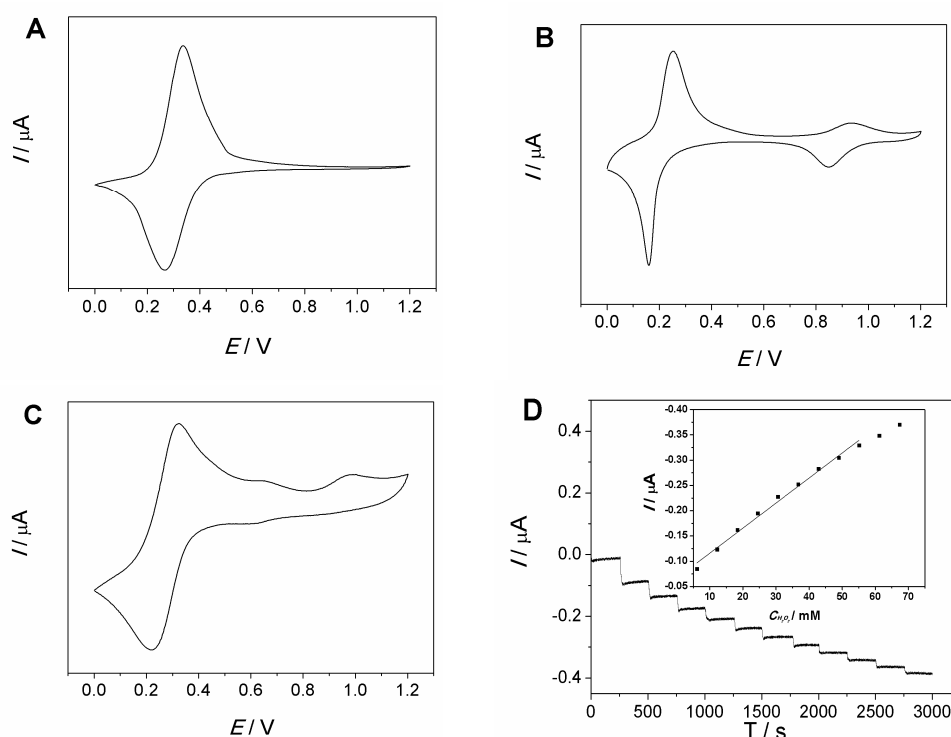 A
I / μA
0.0 0.2 0.4 0.6 0.8 1.0 1.2
E / V
B
I / μA
0.0 0.2 0.4 0.6 0.8 1.0 1.2
E / V
C
I / μA
0.0 0.2 0.4 0.6 0.8 1.0 1.2
E / V
D
I / μA
0.4
0.2
0.0
-0.2
-0.4
0 500 1000 1500 2000 2500 3000
T / s
I / μA
-0.40
-0.35
-0.30
-0.25
-0.20
-0.15
-0.10
-0.05
10 20 30 40 50 60 70
C H2O2 / mM